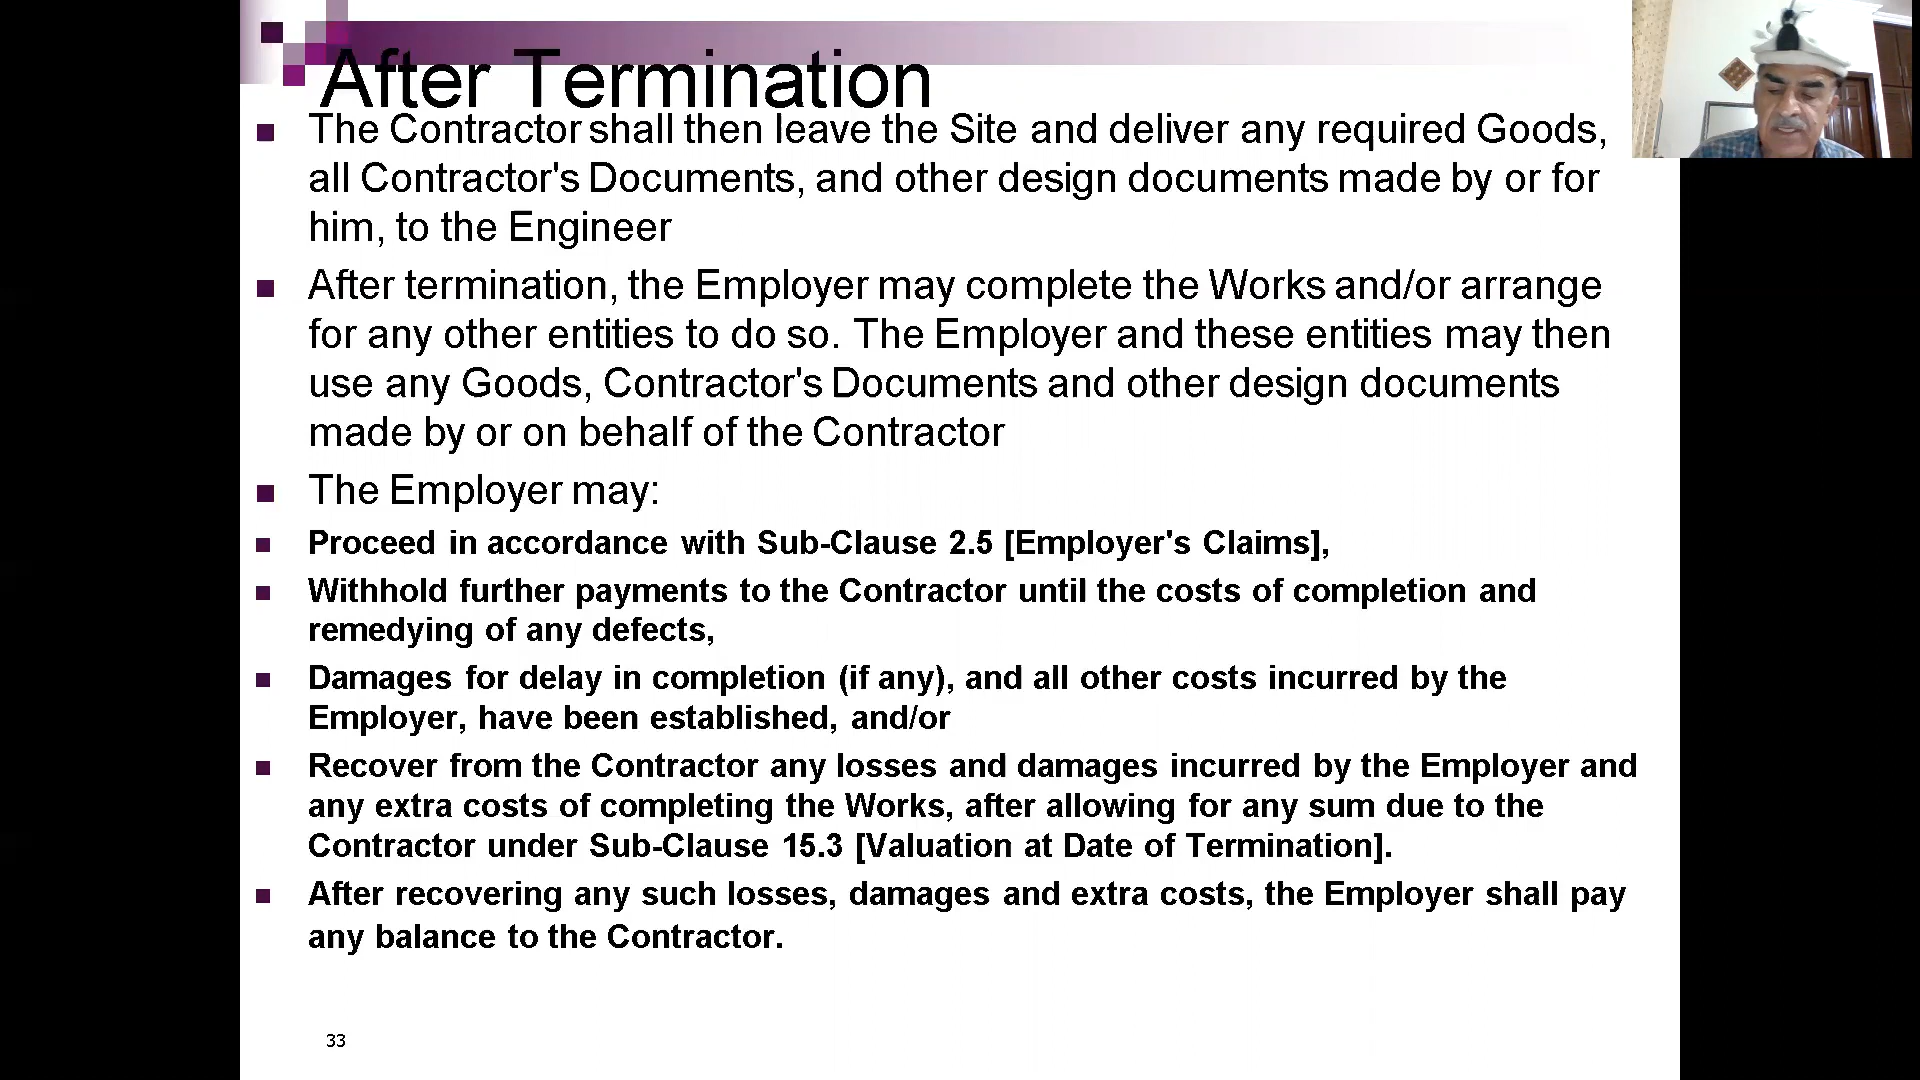 After Termination
The Contractor shall then leave the Site and deliver any required Goods,
all Contractor's Documents, and other design documents made by or for
him, to the Engineer
After termination, the Employer may complete the Works and/or arrange
for any other entities to do so. The Employer and these entities may then
use any Goods, Contractor's Documents and other design documents
made by or on behalf of the Contractor
The Employer may:
Proceed in accordance with Sub-Clause 2.5 [Employer's Claims],
Withhold further payments to the Contractor until the costs of completion and
remedying of any defects,
Damages for delay in completion (if any), and all other costs incurred by the
Employer, have been established, and/or
Recover from the Contractor any losses and damages incurred by the Employer and
any extra costs of completing the Works, after allowing for any sum due to the
Contractor under Sub-Clause 15.3 [Valuation at Date of Termination].
After recovering any such losses, damages and extra costs, the Employer shall pay
any balance to the Contractor.
33